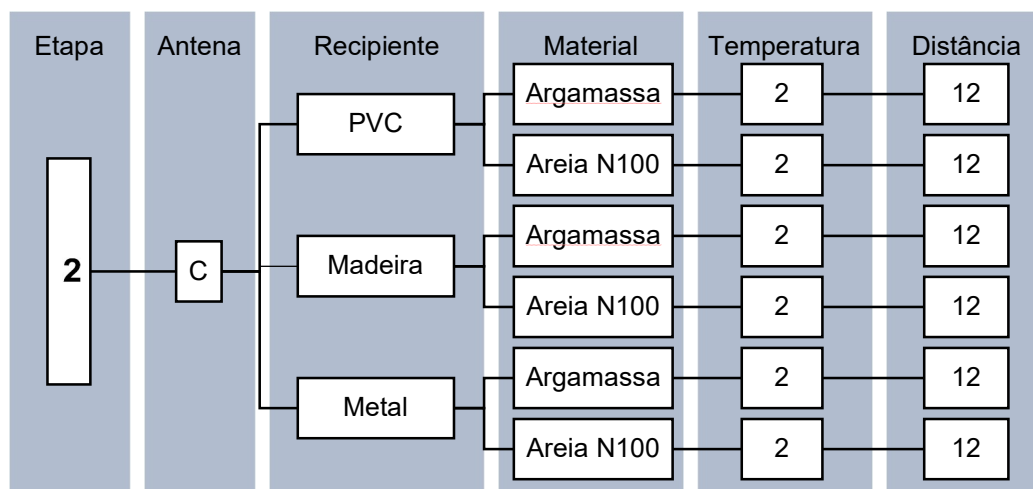 Etapa Antena Recipiente Material Temperatura Distância
Argamassa 2 12
PVC
Areia N100 2 12
Argamassa 2 12
2 C Madeira
Areia N100 2 12
Argamassa 2 12
Metal
Areia N100 2 12